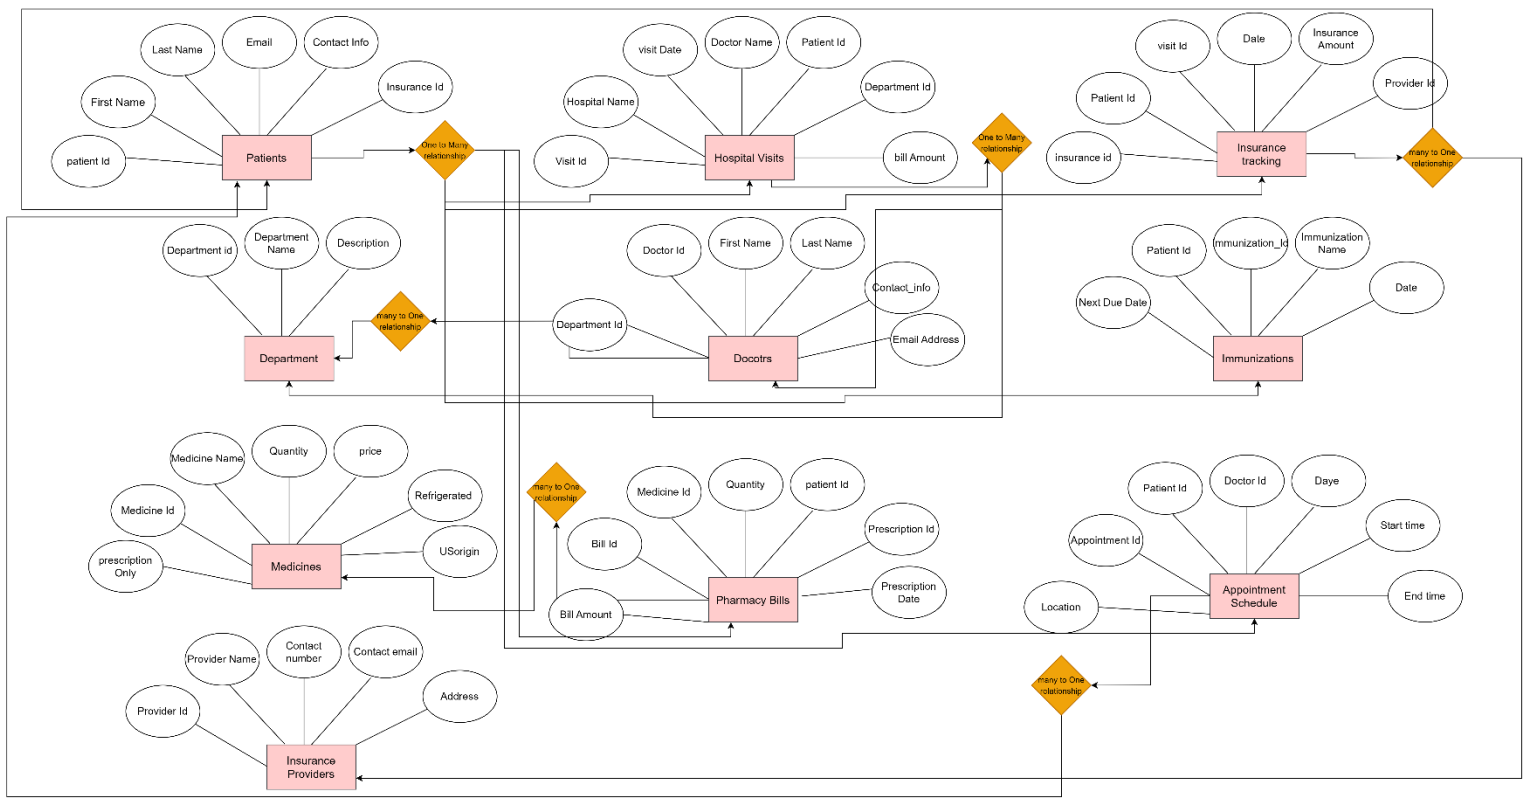 Last Name
Email
Contact Info
First Name
Insurance Id
patient Id
Patients
One to Many
relationship
visit Date
Doctor Name
Patient Id
Hospital Name
Department Id
Visit Id
Hospital Visits
bill Amount
One to Many
relationship
visit Id
Date
Insurance
Amount
Patient Id
Provider Id
insurance id
Insurance
tracking
many to One
relationship
Department id
Department
Name
Description
Department
many to One
relationship
Doctor Id
First Name
Last Name
Contact_info
Department Id
Email Address
Docotrs
Patient Id
mmunization_Id
Immunization
Name
Next Due Date
Date
Immunizations
Medicine Name
Quantity
price
Medicine Id
Refrigerated
prescription
Only
USorigin
Medicines
many to One
relationship
Medicine Id
Quantity
patient Id
Bill Id
Prescription Id
Bill Amount
Prescription
Date
Pharmacy Bills
Patient Id
Doctor Id
Daye
Appointment Id
Start time
Location
End time
Appointment
Schedule
many to One
relationship
Provider Name
Contact
number
Contact email
Provider Id
Address
Insurance
Providers